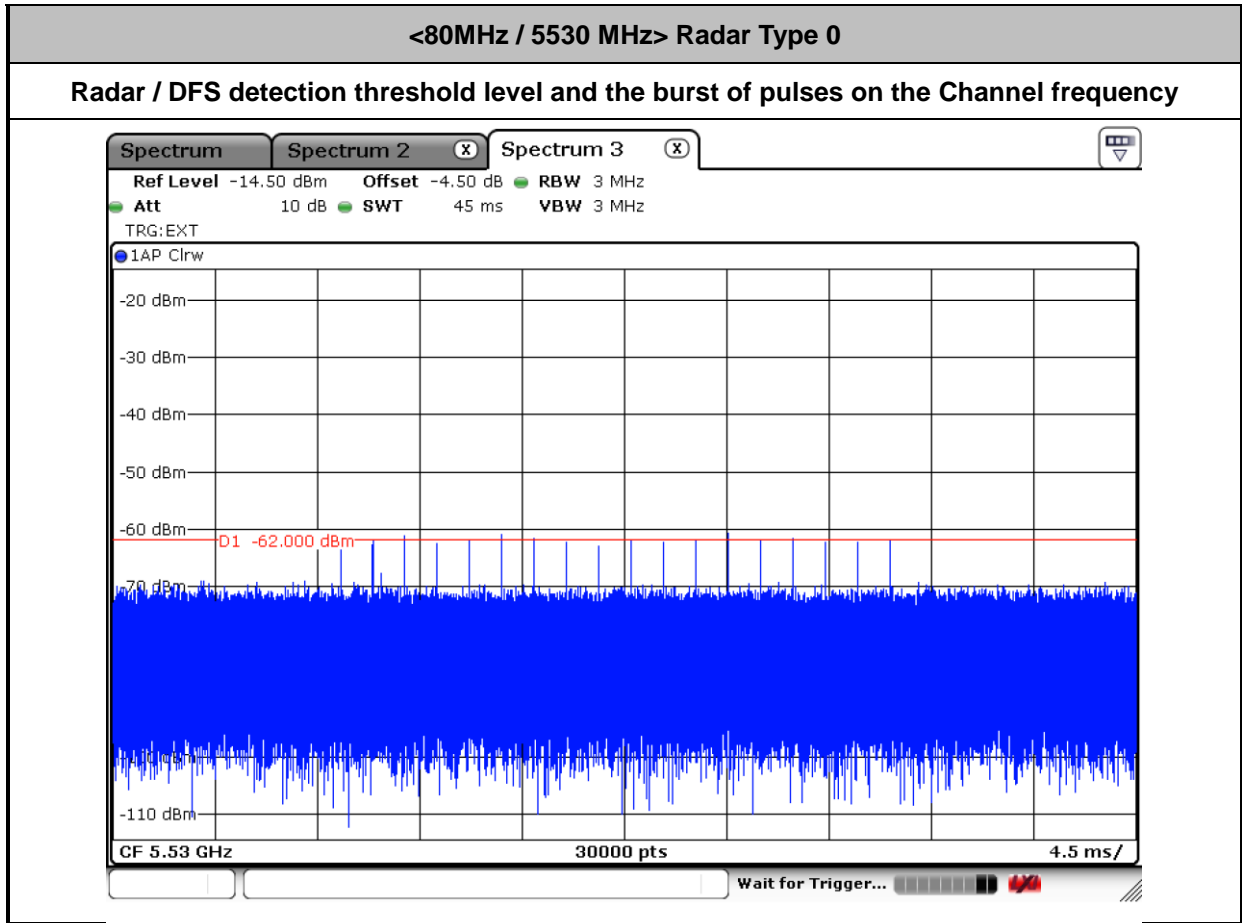 <80MHz / 5530 MHz> Radar Type 0
Radar / DFS detection threshold level and the burst of pulses on the Channel frequency
Spectrum Spectrum 2 X Spectrum 3 X
Ref Level -14.50 dBm Offset -4.50 dB RBW 3 MHz
Att 10 dB SWT 45 ms VBW 3 MHz
TRG:EXT
1AP Clrw
-20 dBm
-30 dBm
-40 dBm
-50 dBm
-60 dBm
D1 -62.000 dBm
-70 dBm
-110 dBm
CF 5.53 GHz 30000 pts 4.5 ms/
Wait for Trigger...